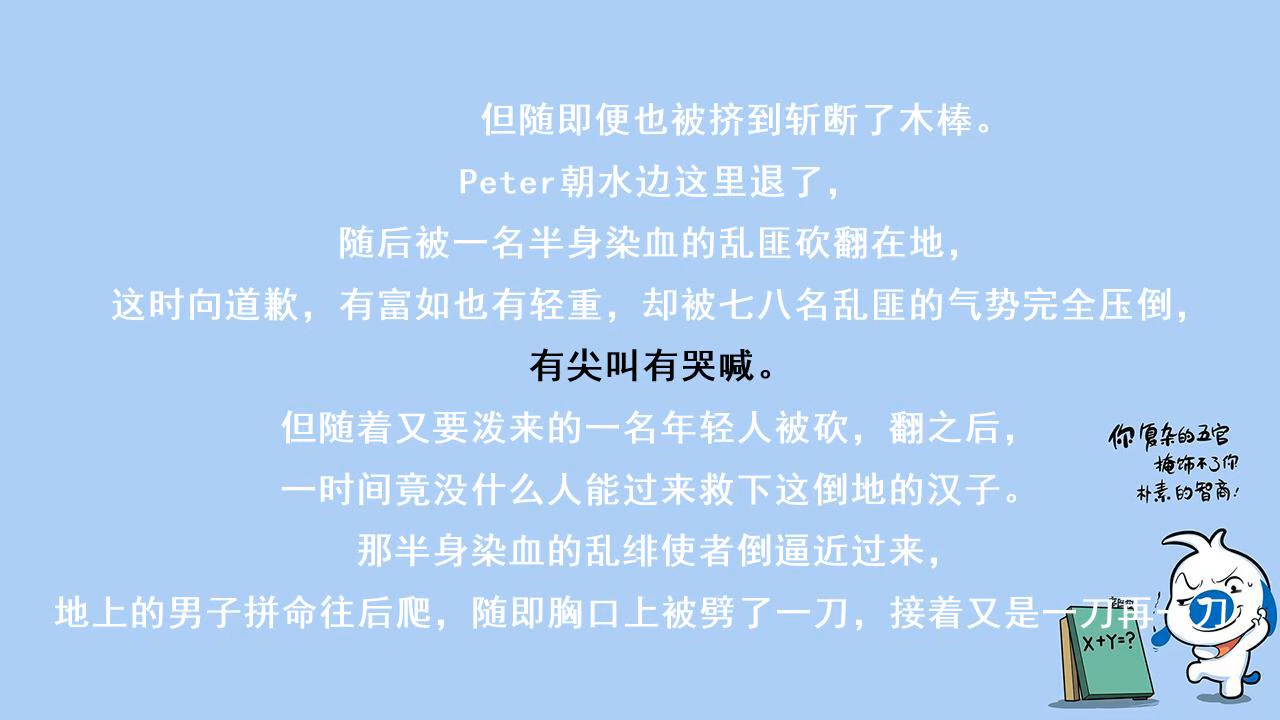 但随即便也被挤到斩断了木棒。
Peter朝水边这里退了，
随后被一名半身染血的乱匪砍翻在地，
这时向道歉，有富如也有轻重，却被七八名乱匪的气势完全压倒，
有尖叫有哭喊。
但随着又要泼来的一名年轻人被砍，翻之后，
一时间竟没什么人能过来救下这倒地的汉子。
那半身染血的乱绯使者倒逼近过来，
地上的男子拼命往后爬，随即胸口上被劈了一刀，接着又是一刀再一刀
你复杂的五官
掩饰不了你
朴素的智商！
X+Y=?